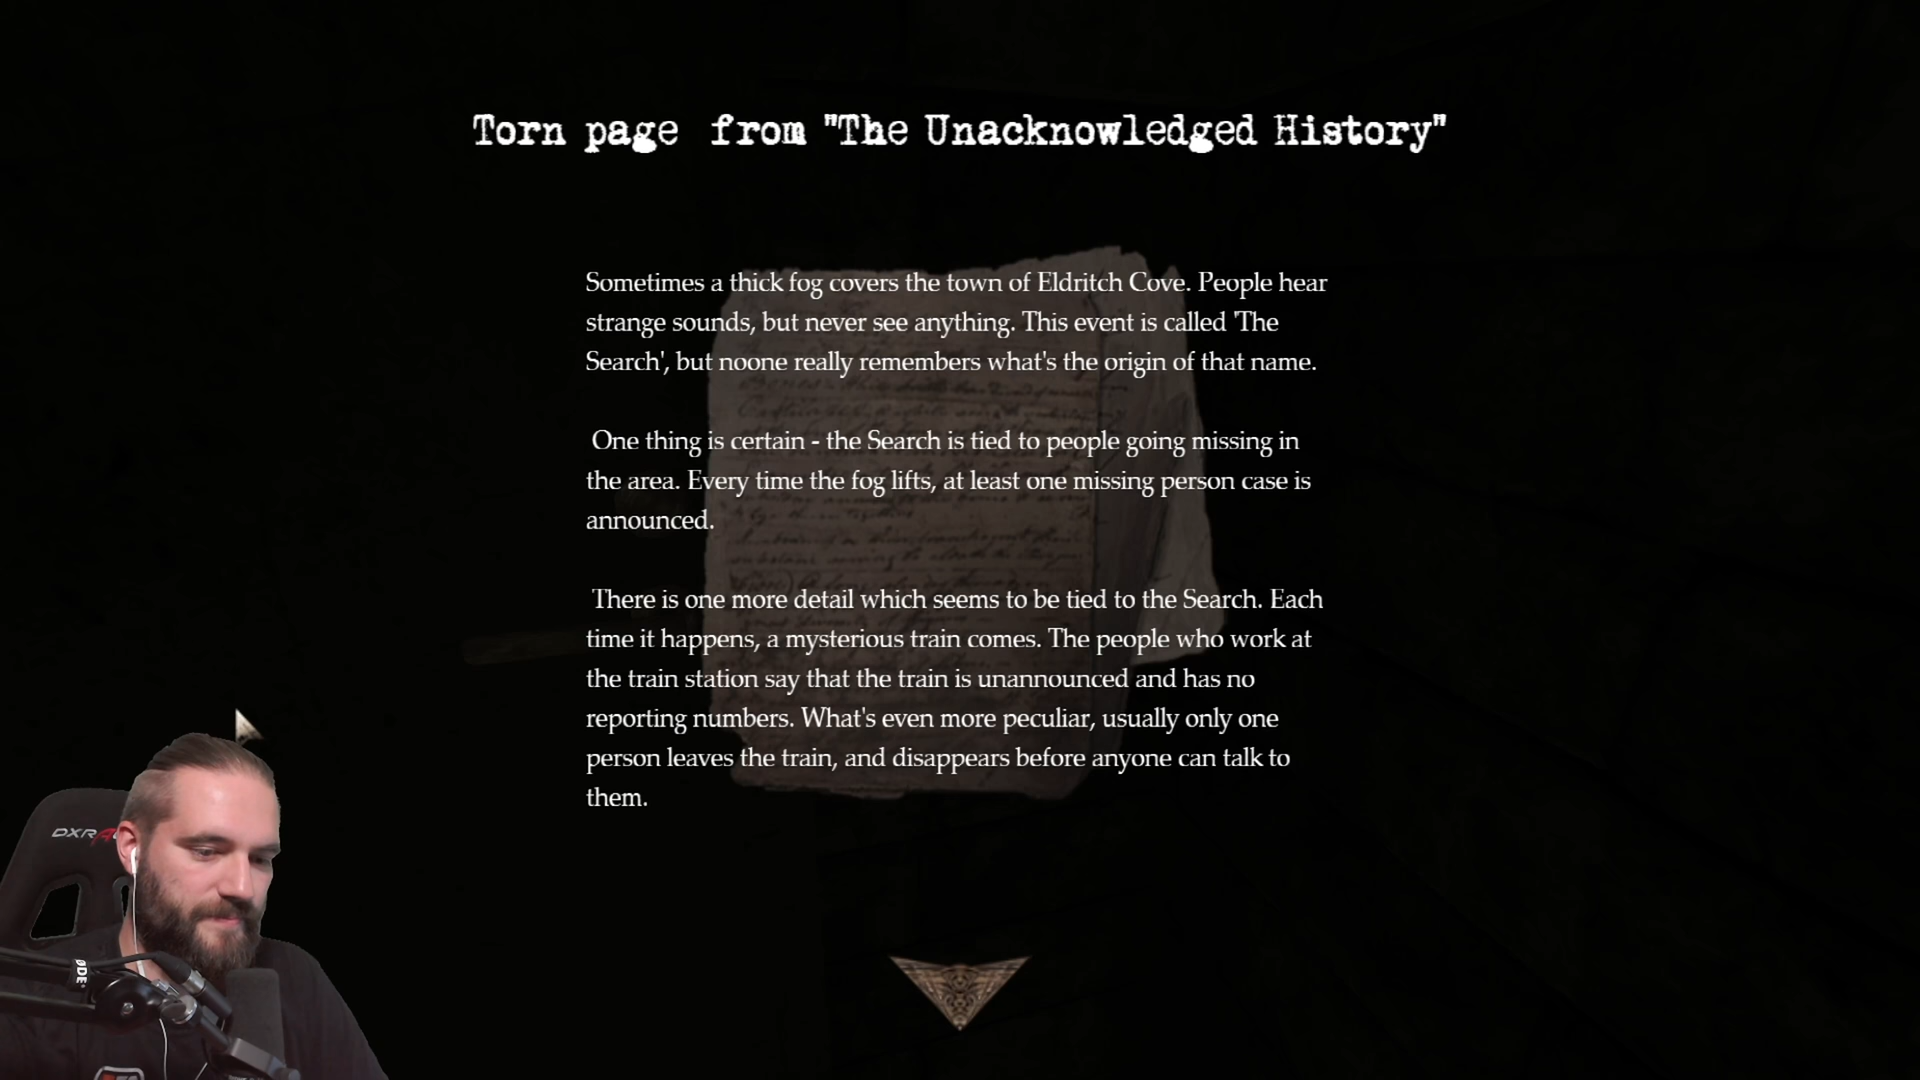 Torn page from "The Unacknowledged History"
Sometimes a thick fog covers the town of Eldritch Cove. People hear
strange sounds, but never see anything. This event is called 'The
Search', but noone really remembers what's the origin of that name.
One thing is certain - the Search is tied to people going missing in
the area. Every time the fog lifts, at least one missing person case is
announced.
There is one more detail which seems to be tied to the Search. Each
time it happens, a mysterious train comes. The people who work at
the train station say that the train is unannounced and has no
reporting numbers. What's even more peculiar, usually only one
person leaves the train, and disappears before anyone can talk to
them.